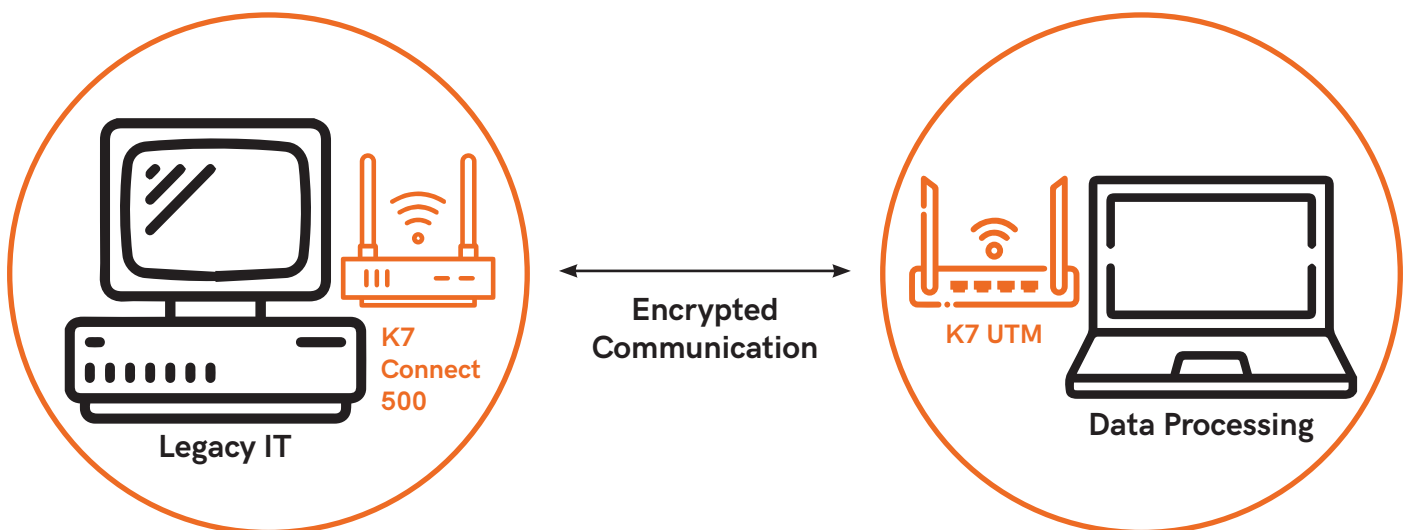 K7
Connect
500
Legacy IT
Encrypted
Communication
K7 UTM
Data Processing